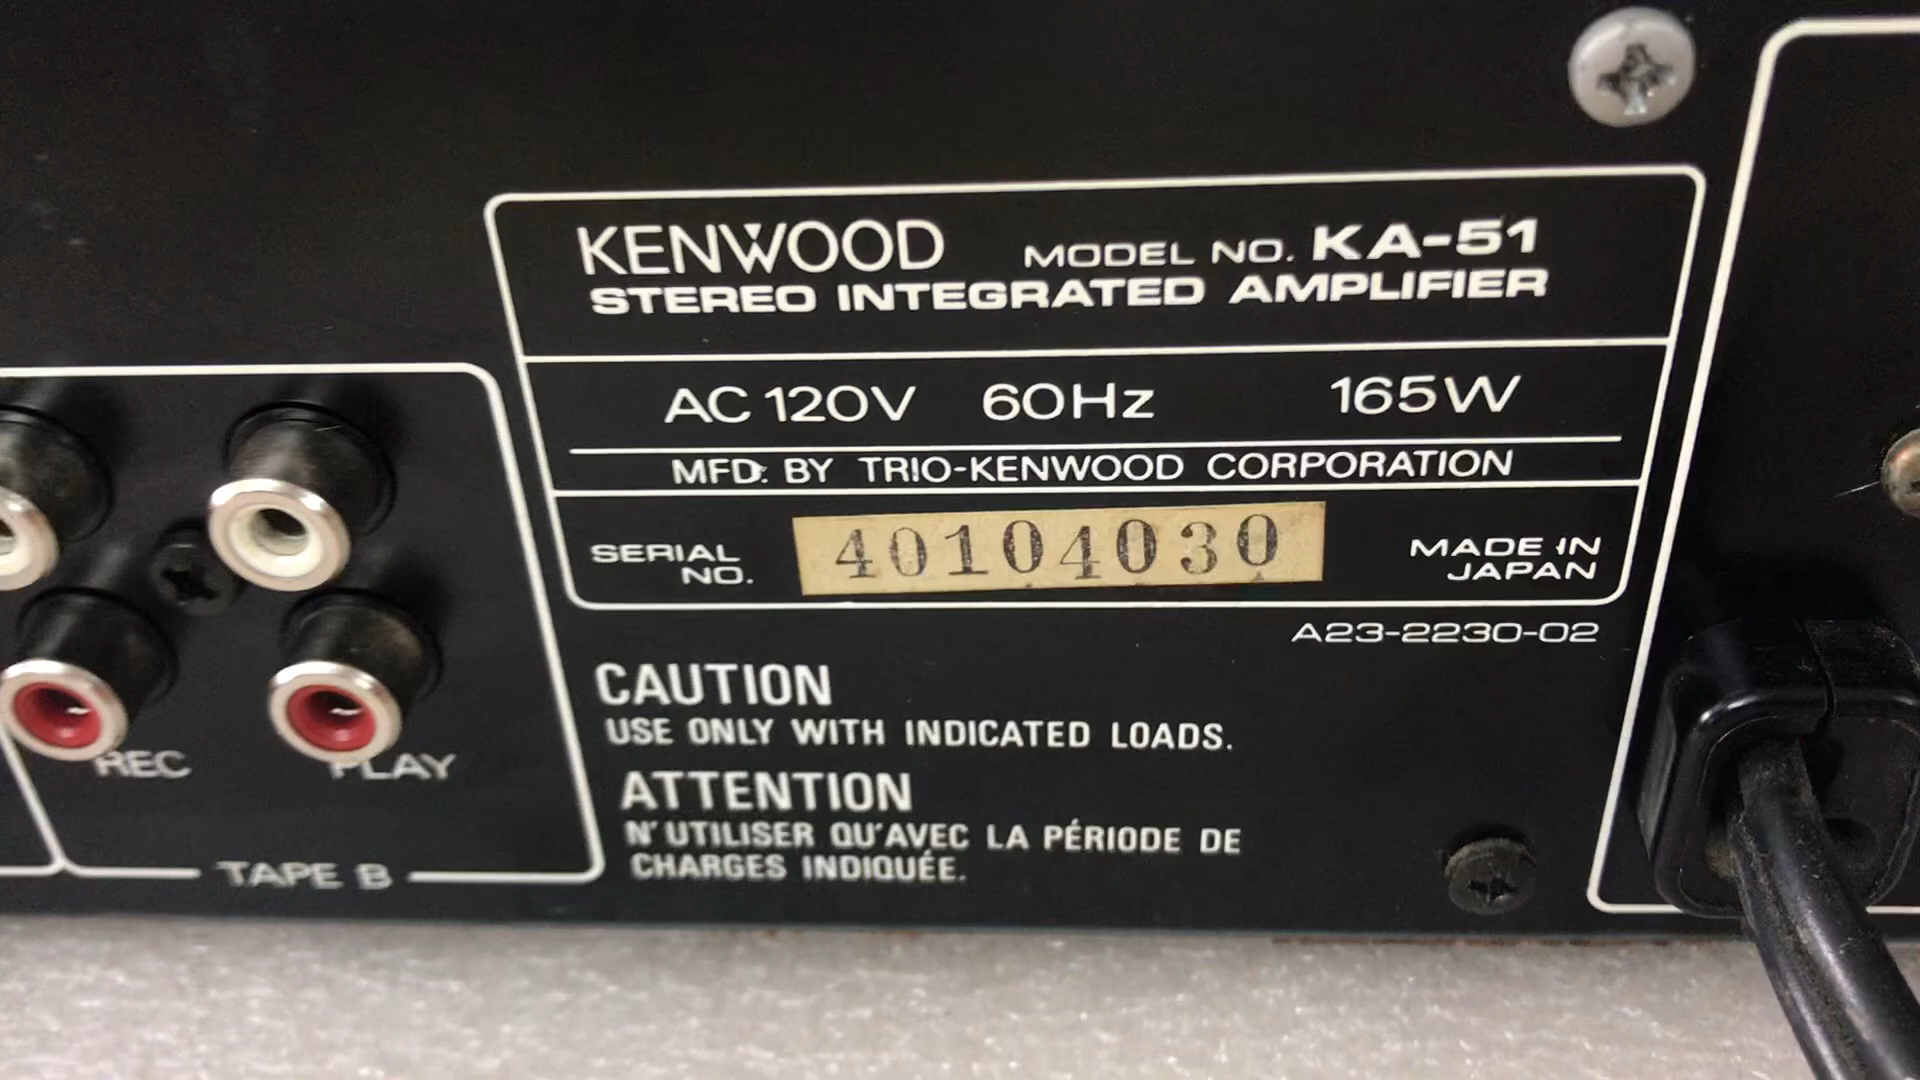 KENWOOD MODEL NO. KA-51
STEREO INTEGRATED AMPLIFIER
AC 120V 60Hz 165W
MFD. BY TRIO-KENWOOD CORPORATION
SERIAL NO. 40104030
MADE IN
JAPAN
A23-2230-02
CAUTION
USE ONLY WITH INDICATED LOADS.
ATTENTION
N'UTILISER QU'AVEC LA PÉRIODE DE
CHARGES INDIQUÉE.
REC PLAY
TAPE B